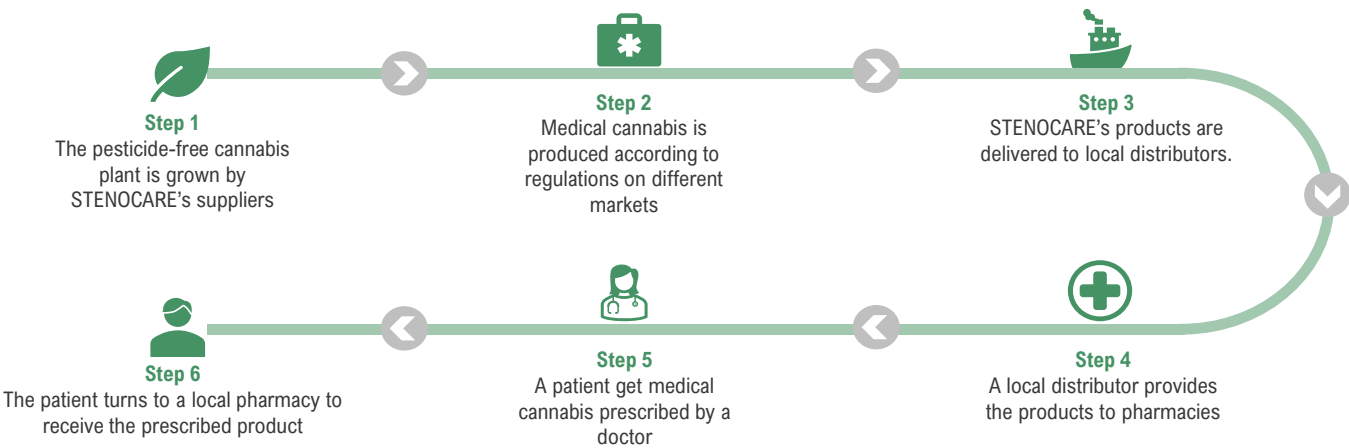 Step 1
The pesticide-free cannabis
plant is grown by
STENOCARE's suppliers
Step 2
Medical cannabis is
produced according to
regulations on different
markets
Step 3
STENOCARE's products are
delivered to local distributors.
Step 4
A local distributor provides
the products to pharmacies
Step 5
A patient get medical
cannabis prescribed by a
doctor
Step 6
The patient turns to a local pharmacy to
receive the prescribed product